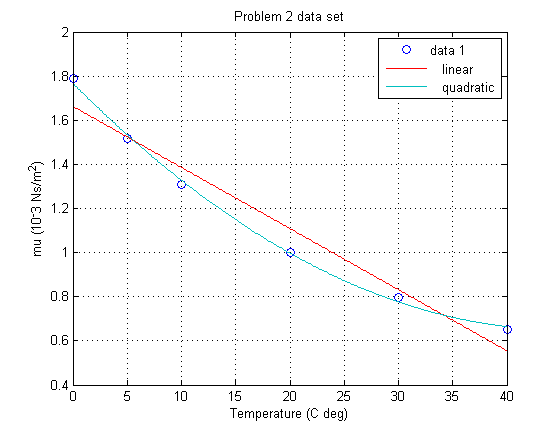 Problem 2 data set
data 1
linear
quadratic
2
1.8
1.6
1.4
1.2
1
0.8
0.6
0.4
mu (10^-3 Ns/m^2)
0 5 10 15 20 25 30 35 40
Temperature (C deg)